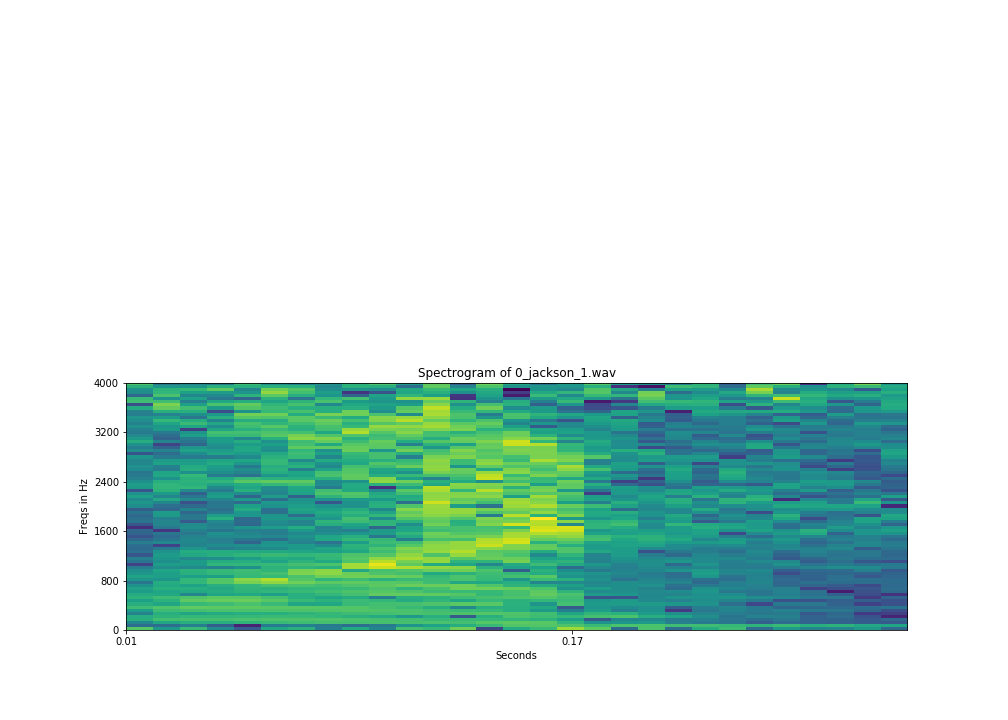 Spectrogram of 0_jackson_1.wav
4000
3200
2400
1600
800
0
Freqs in Hz
0.01 0.17
Seconds